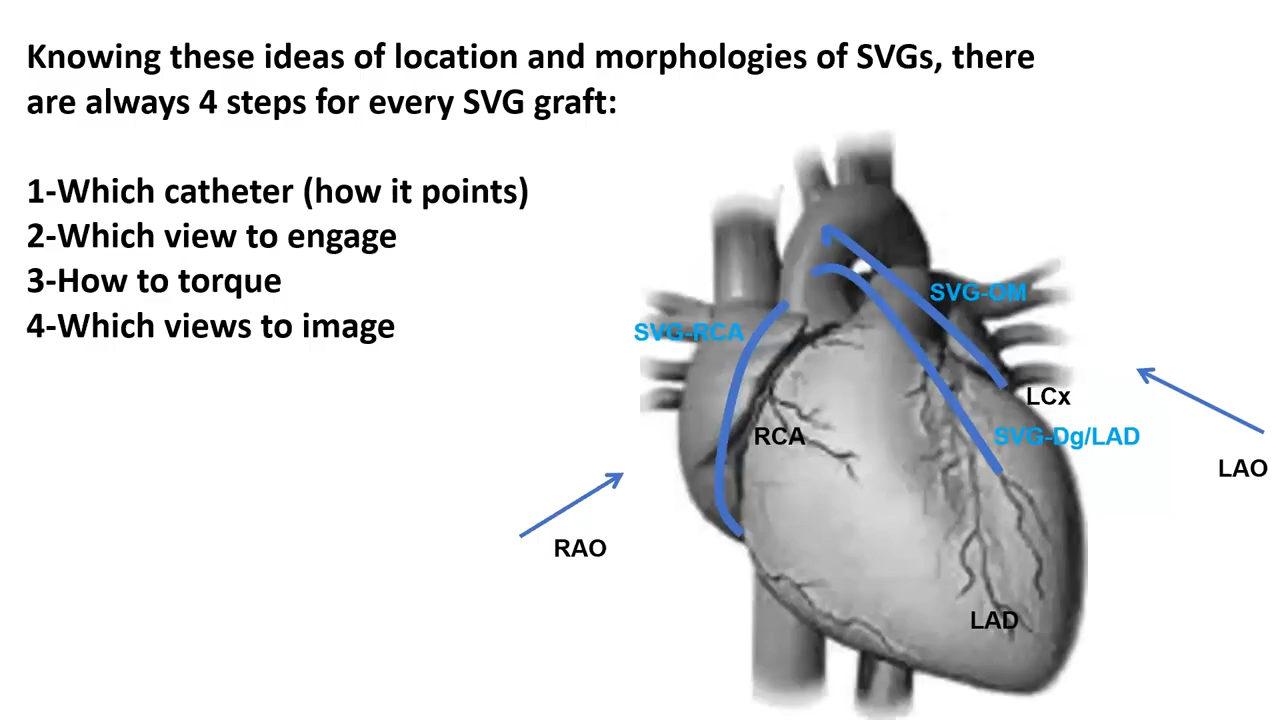 Knowing these ideas of location and morphologies of SVGs, there
are always 4 steps for every SVG graft:
1-Which catheter (how it points)
2-Which view to engage
3-How to torque
4-Which views to image
SVG-OM
SVG-RCA
LCx
RCA
SVG-Dg/LAD
LAO
RAO
LAD